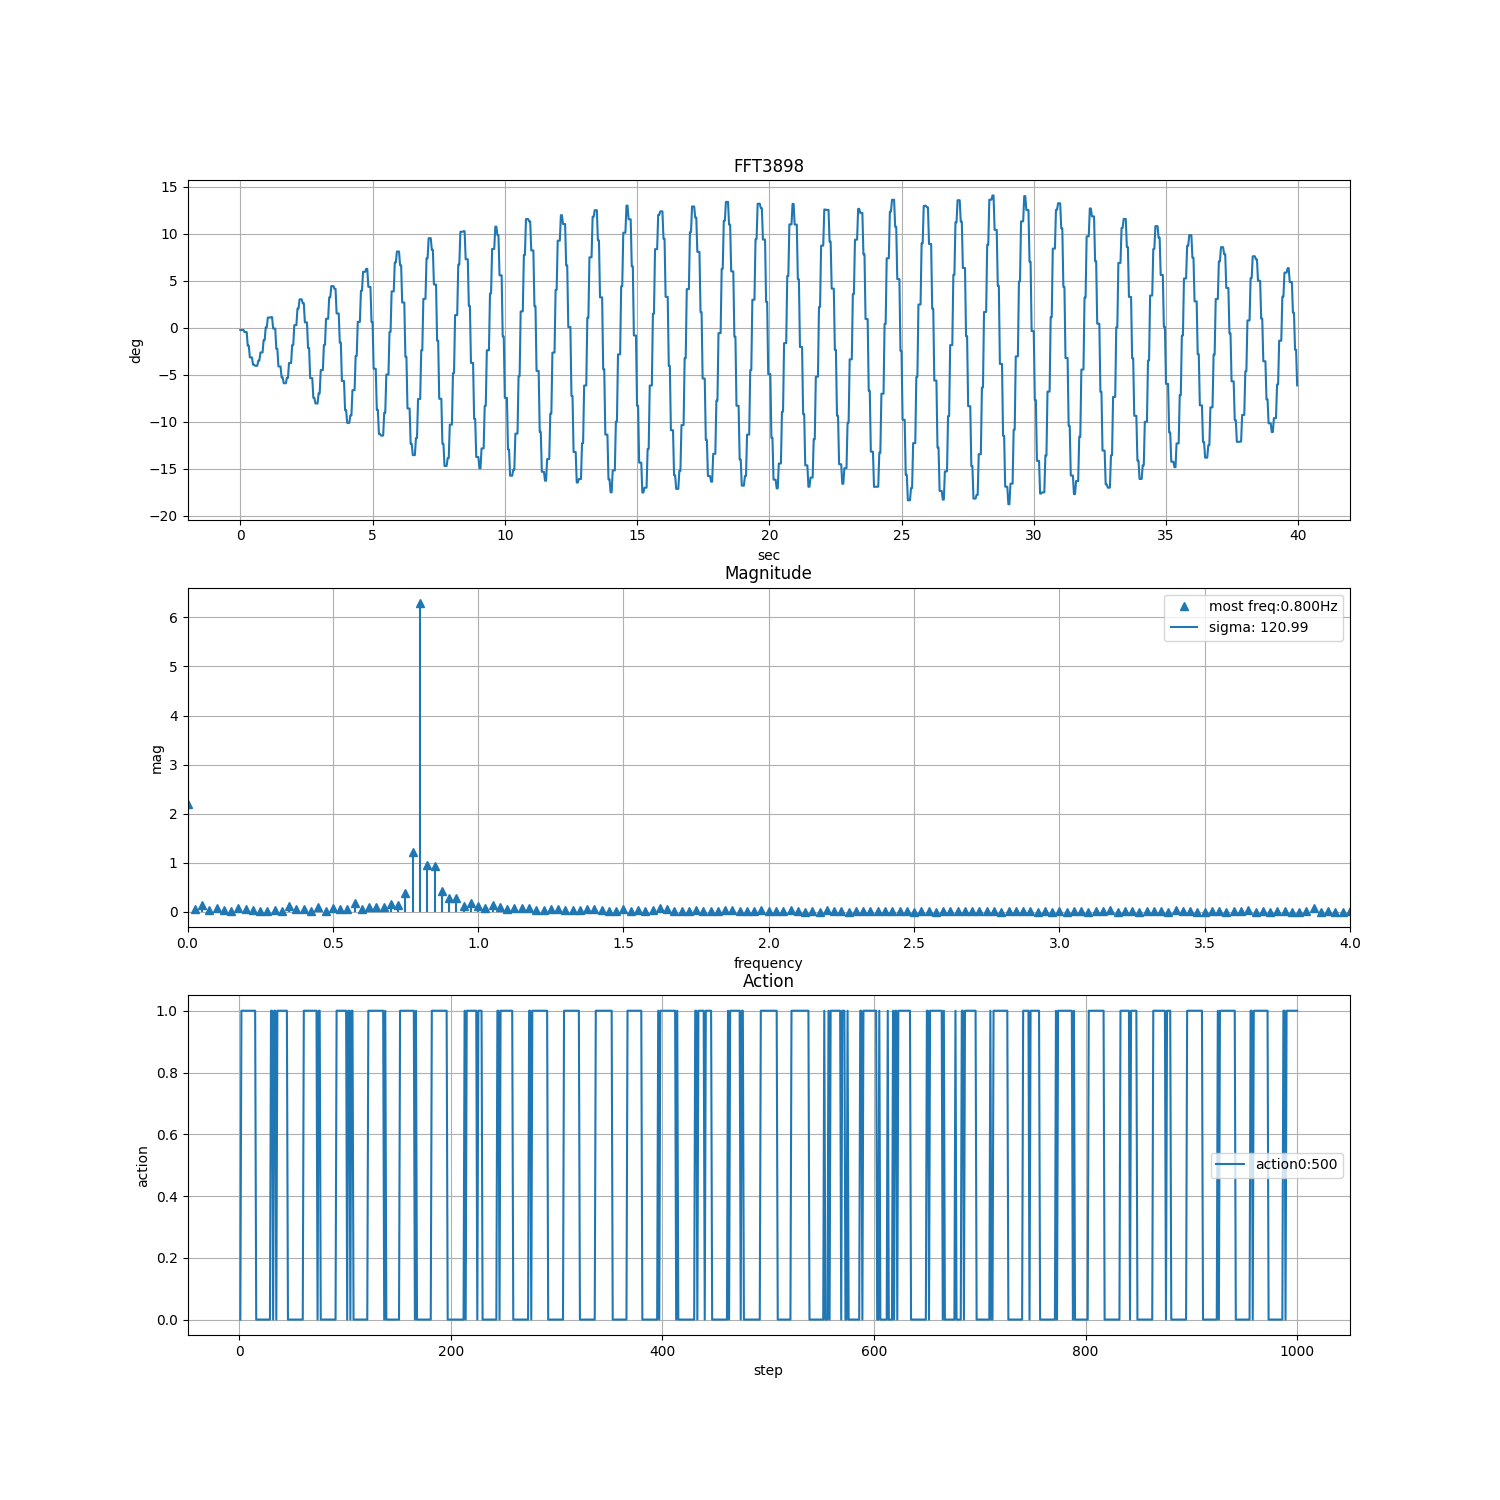 FFT3898
15
10
5
0
−5
−10
−15
−20
deg
0 5 10 15 20 25 30 35 40
sec
Magnitude
6
5
4
3
2
1
0
mag
most freq:0.800Hz
sigma: 120.99
0.0 0.5 1.0 1.5 2.0 2.5 3.0 3.5 4.0
frequency
Action
1.0
0.8
0.6
0.4
0.2
0.0
action
action0:500
0 200 400 600 800 1000
step